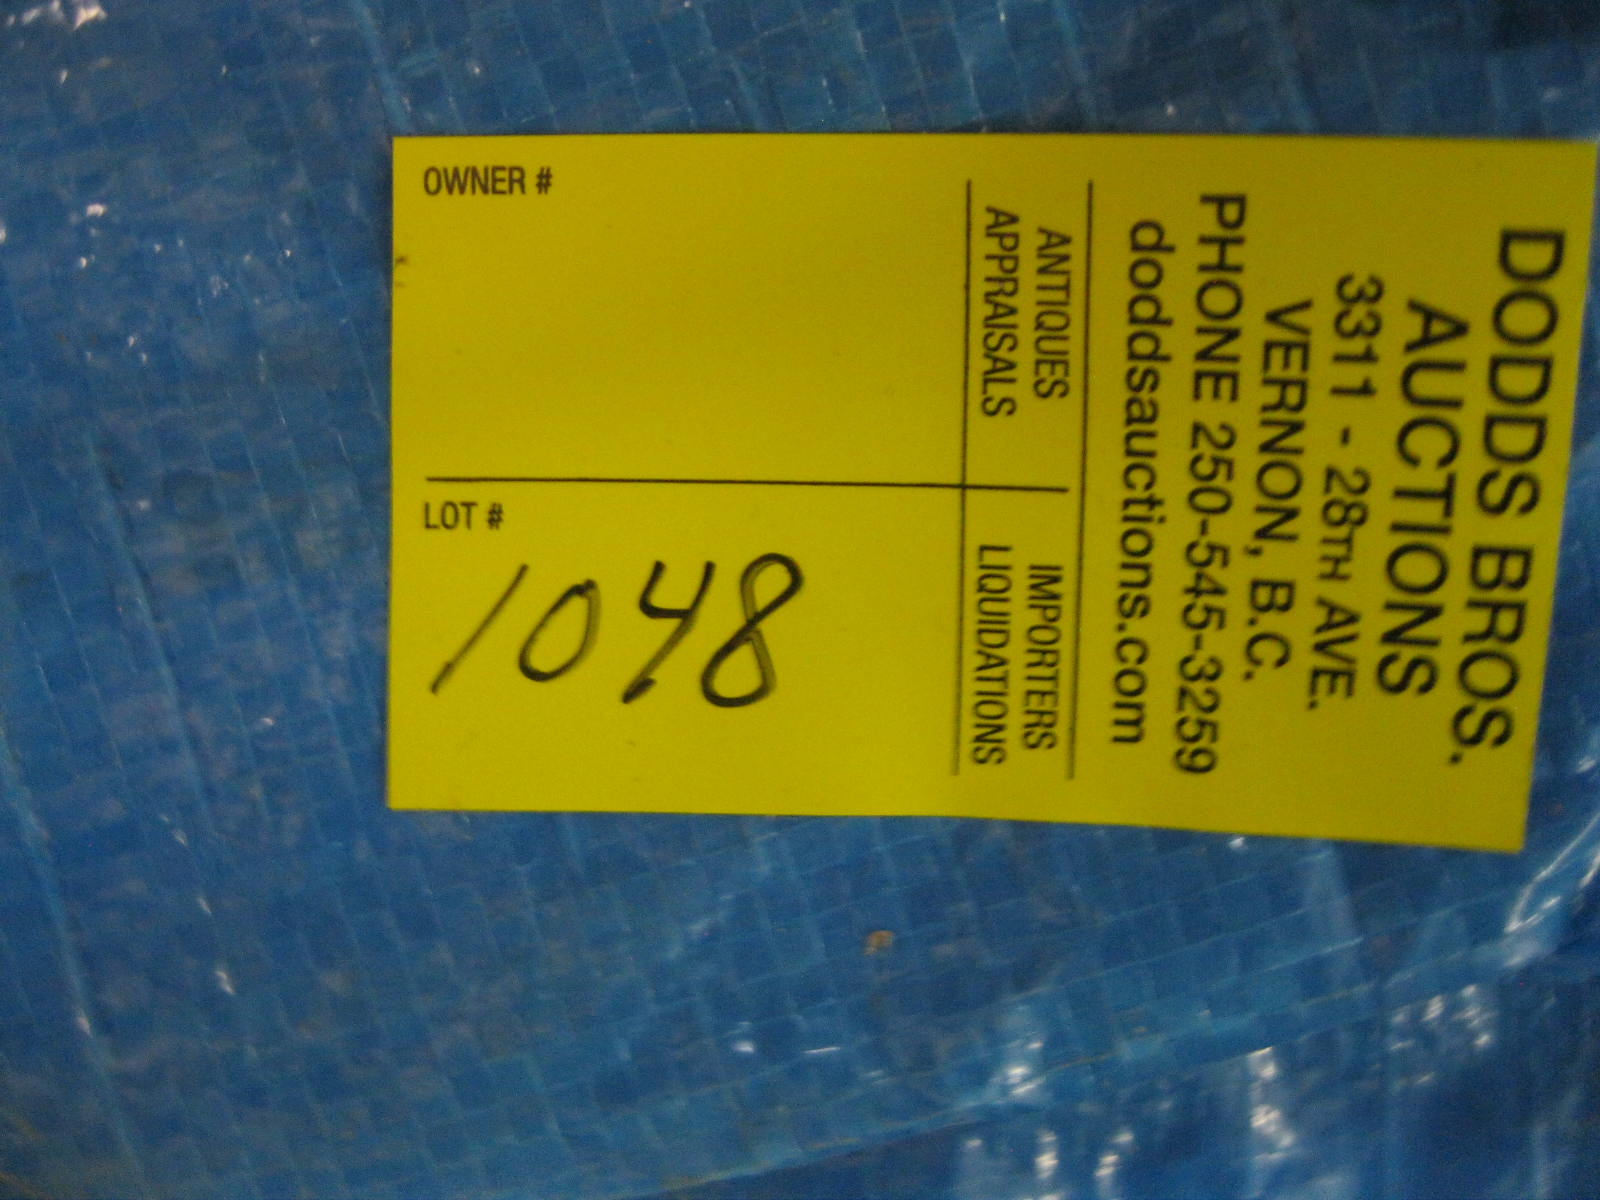 DODDS BROS.
AUCTIONS
3311 - 28TH AVE.
VERNON, B.C.
PHONE 250-545-3259
doddsauctions.com
ANTIQUES
APPRAISALS
IMPORTERS
LIQUIDATIONS
OWNER #
LOT #
1048